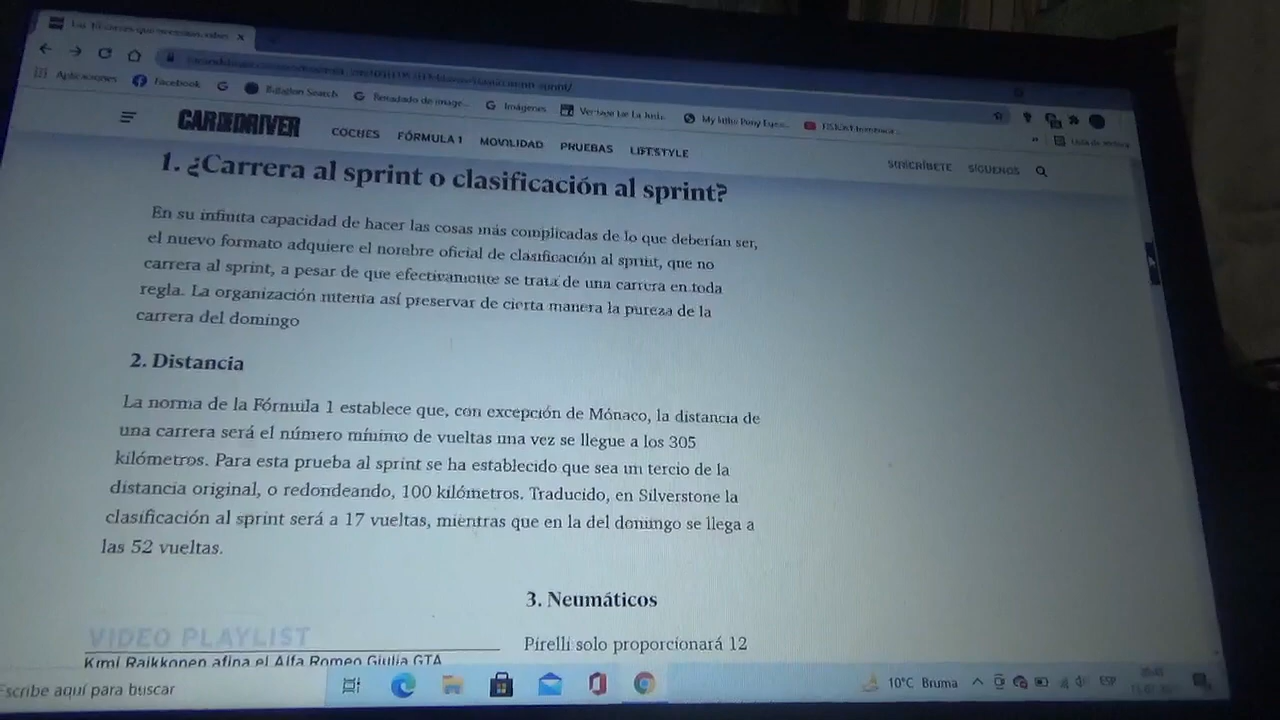 Aplicaciones Facebook Bulation Search Imágenes
CAR AND DRIVER COCHES FÓRMULA 1 MOVILIDAD PRUEBAS LIFESTYLE SUSCRÍBETE SÍGUENOS
1. ¿Carrera al sprint o clasificación al sprint?
En su infinita capacidad de hacer las cosas más complicadas de lo que deberían ser,
el nuevo formato adquiere el nombre oficial de clasificación al sprint, que no
carrera al sprint, a pesar de que efectivamente se trata de una carrera en toda
regla. La organización intenta así preservar de cierta manera la pureza de la
carrera del domingo
2. Distancia
La norma de la Fórmula 1 establece que, con excepción de Mónaco, la distancia de
una carrera será el número mínimo de vueltas una vez se llegue a los 305
kilómetros. Para esta prueba al sprint se ha establecido que sea un tercio de la
distancia original, o redondeando, 100 kilómetros. Traducido, en Silverstone la
clasificación al sprint será a 17 vueltas, mientras que en la del domingo se llega a
las 52 vueltas.
3. Neumáticos
VIDEO PLAYLIST
Pirelli solo proporcionará 12
Kimi Raikkonen afina el Alfa Romeo Giulia GTA
Escribe aquí para buscar 10°C Bruma ESP